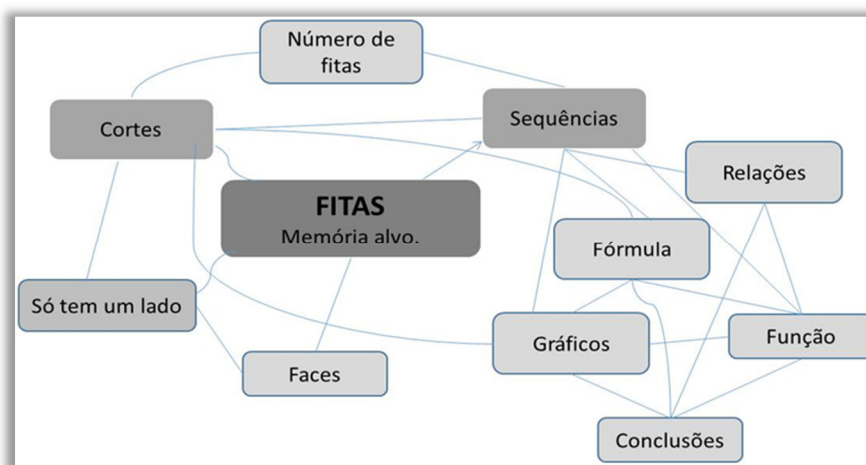 Número de
fitas
Cortes
Sequências
Relações
FITAS
Memória alvo.
Fórmula
Só tem um lado
Gráficos
Função
Faces
Conclusões